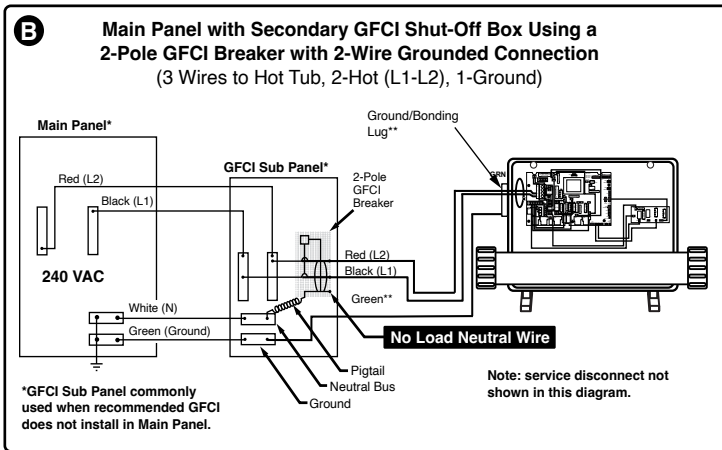 B
Main Panel with Secondary GFCI Shut-Off Box Using a
2-Pole GFCI Breaker with 2-Wire Grounded Connection
(3 Wires to Hot Tub, 2-Hot (L1-L2), 1-Ground)
Ground/Bonding
Lug**
Main Panel*
GFCI Sub Panel*
2-Pole
GFCI
Breaker
GRN
Red (L2)
Black (L1)
240 VAC
Red (L2)
Black (L1)
Green**
White (N)
Green (Ground)
No Load Neutral Wire
Pigtail
Neutral Bus
Ground
*GFCI Sub Panel commonly
used when recommended GFCI
does not install in Main Panel.
Note: service disconnect not
shown in this diagram.